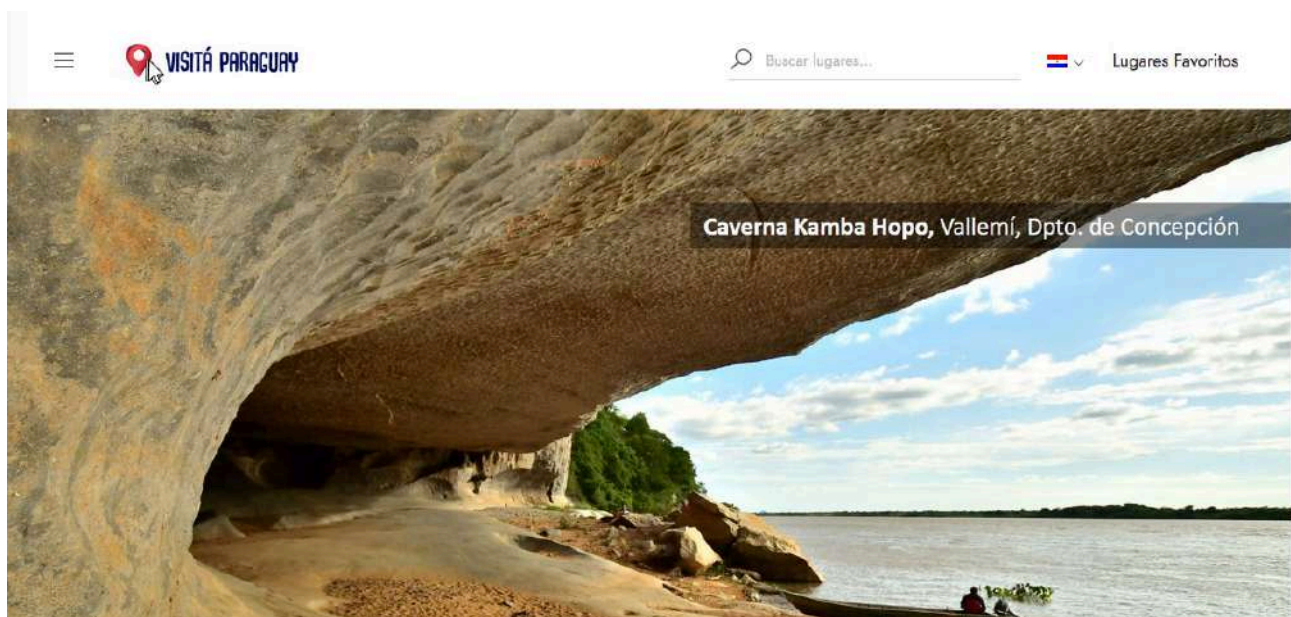 VISITÁ PARAGUAY
Buscar lugares...
Lugares Favoritos
Caverna Kamba Hopo, Vallemí, Dpto. de Concepción